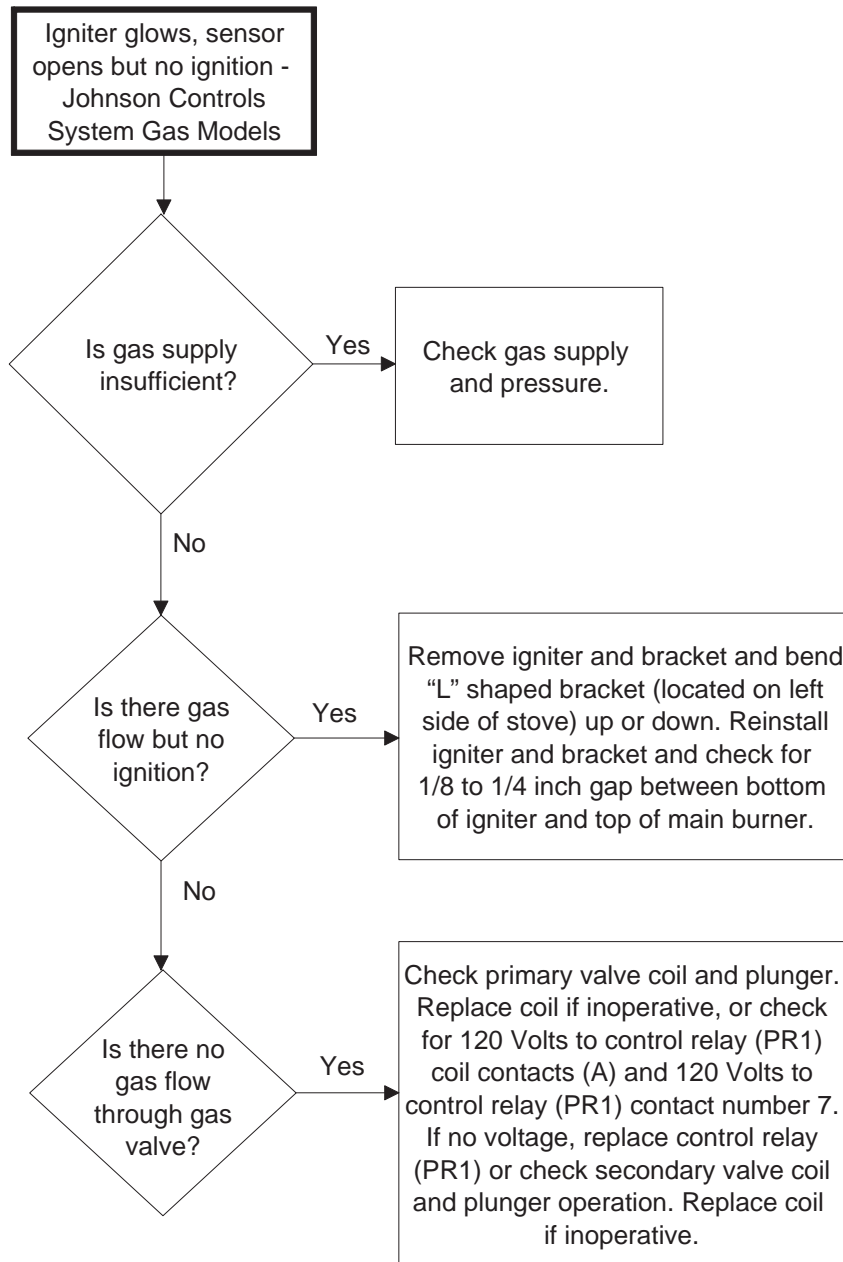 Igniter glows, sensor
opens but no ignition -
Johnson Controls
System Gas Models
Is gas supply
insufficient?
Yes
Check gas supply
and pressure.
No
Is there gas
flow but no
ignition?
Yes
Remove igniter and bracket and bend
“L” shaped bracket (located on left
side of stove) up or down. Reinstall
igniter and bracket and check for
1/8 to 1/4 inch gap between bottom
of igniter and top of main burner.
No
Is there no
gas flow
through gas
valve?
Yes
Check primary valve coil and plunger.
Replace coil if inoperative, or check
for 120 Volts to control relay (PR1)
coil contacts (A) and 120 Volts to
control relay (PR1) contact number 7.
If no voltage, replace control relay
(PR1) or check secondary valve coil
and plunger operation. Replace coil
if inoperative.